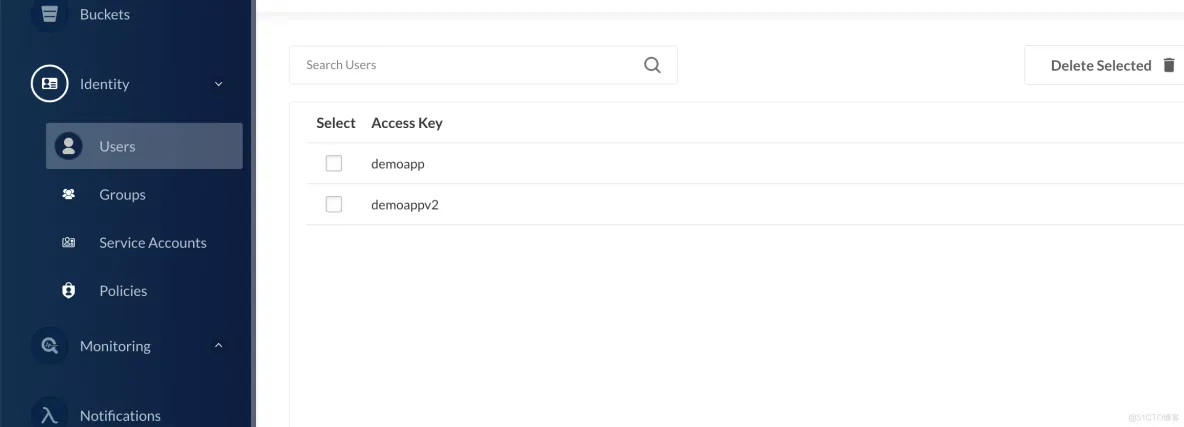 Buckets
Identity
Users
Groups
Service Accounts
Policies
Monitoring
Notifications
Search Users
Delete Selected
Select Access Key
demoapp
demoappv2
@51CTO博客